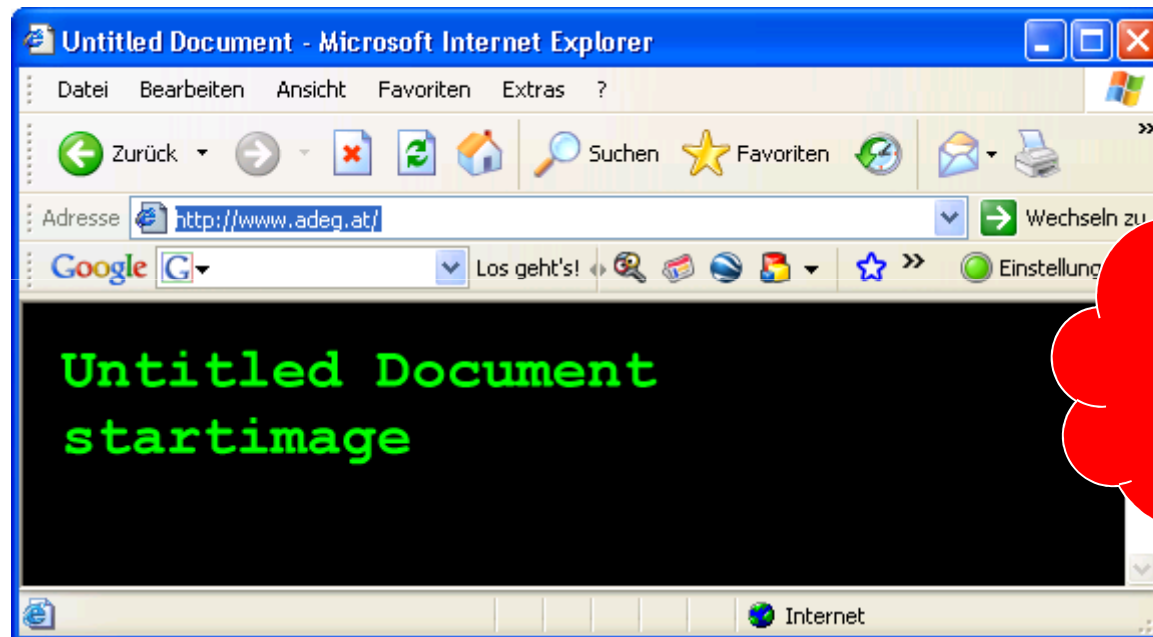 Untitled Document - Microsoft Internet Explorer
Datei Bearbeiten Ansicht Favoriten Extras ?
Zurück Suchen Favoriten »
Adresse http://www.adeg.at/ Wechseln zu
Google G Los geht's! » Einstellung
Untitled Document
startimage
Internet